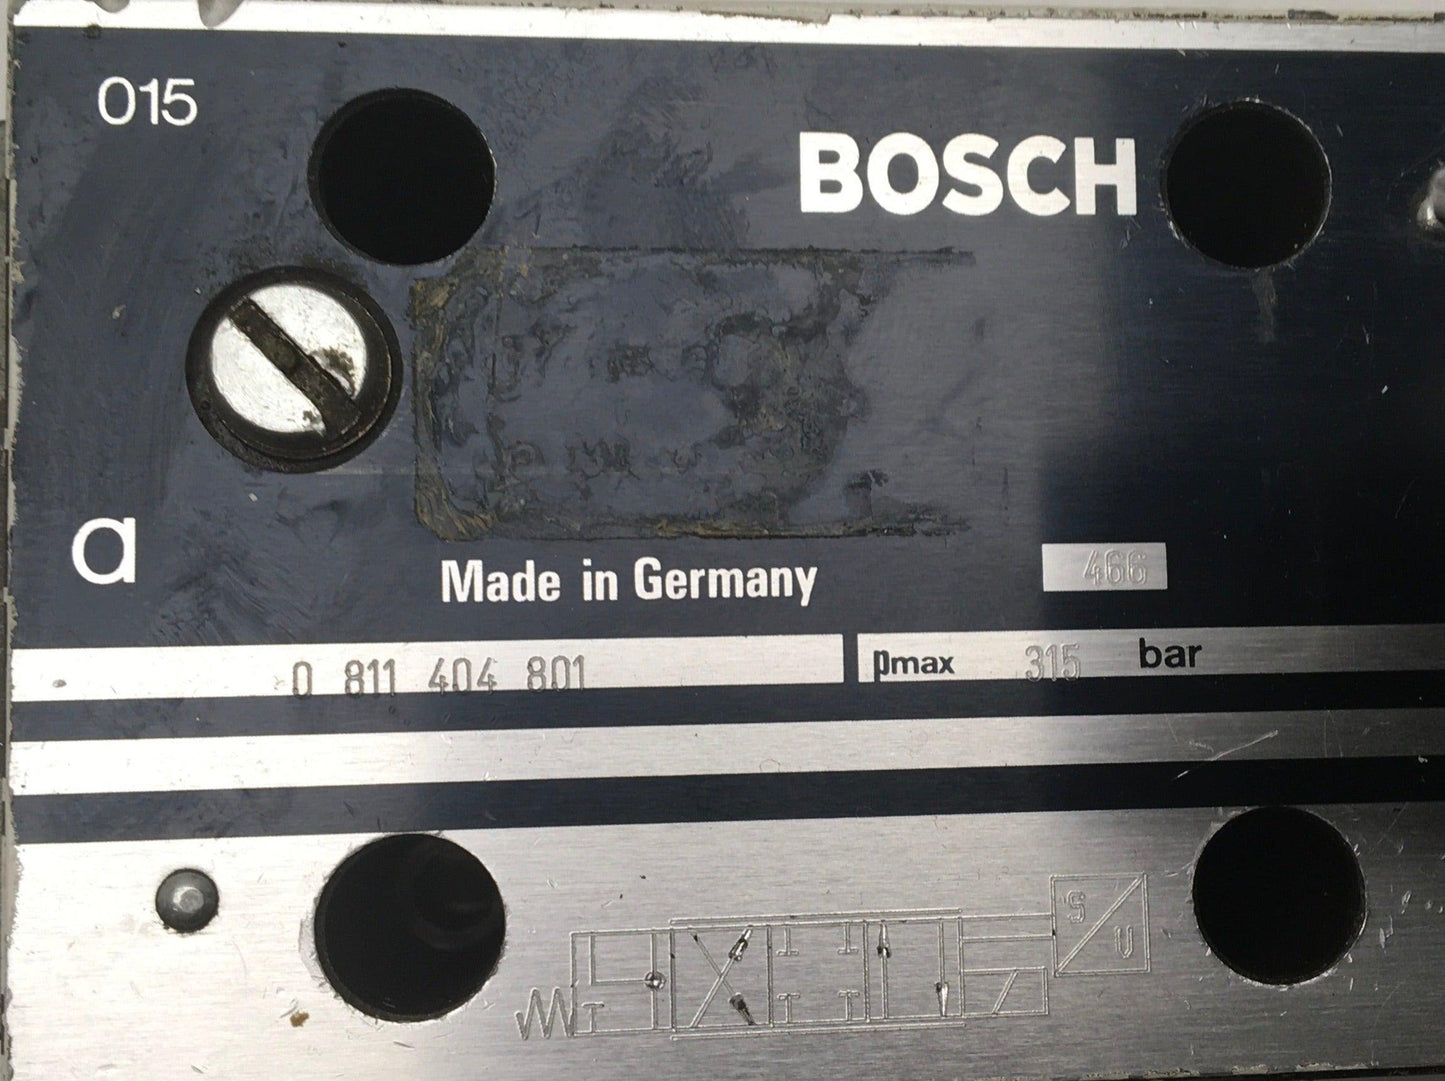 015
BOSCH
a
Made in Germany
466
0 811 404 801
pmax 315 bar
S
U